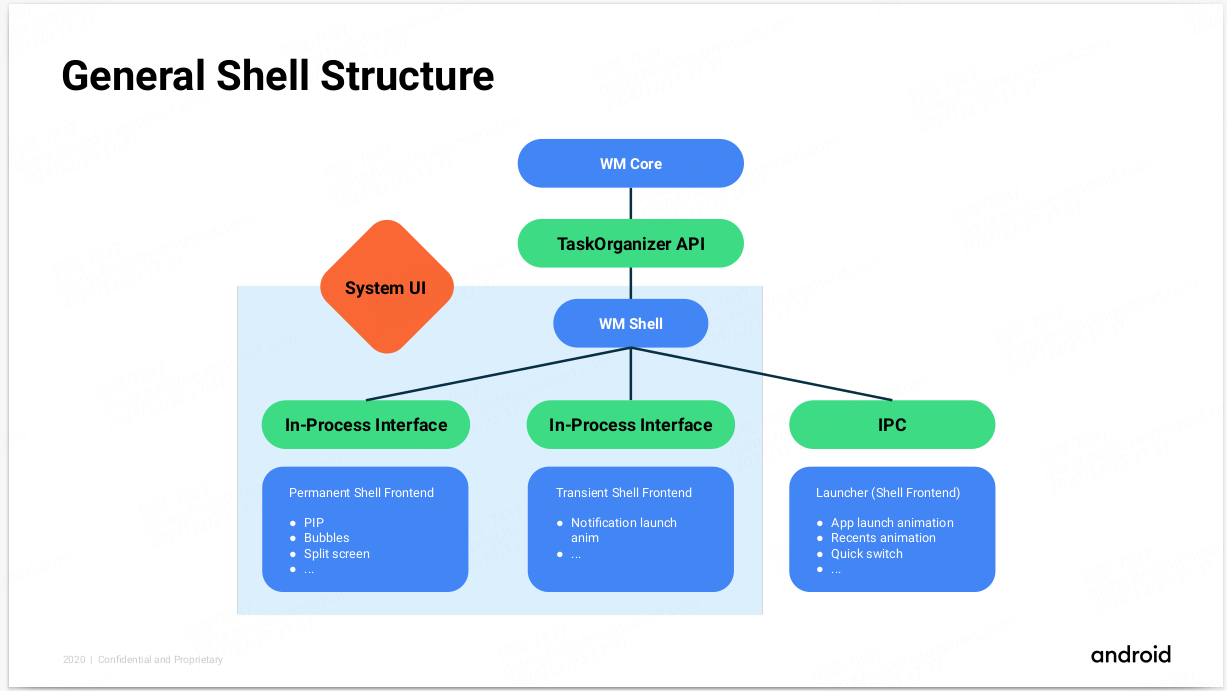 General Shell Structure
WM Core
TaskOrganizer API
System UI
WM Shell
In-Process Interface
In-Process Interface
IPC
Permanent Shell Frontend
● PIP
● Bubbles
● Split screen
● ...
Transient Shell Frontend
● Notification launch
anim
● ...
Launcher (Shell Frontend)
● App launch animation
● Recents animation
● Quick switch
● ...
2020 | Confidential and Proprietary
android